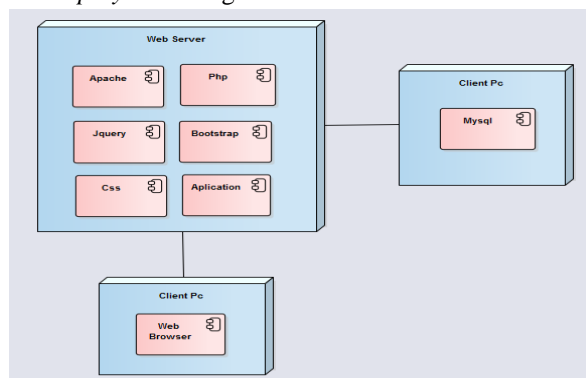 Web Server
Apache
Php
Jquery
Bootstrap
Css
Aplication
Client Pc
Mysql
Client Pc
Web
Browser